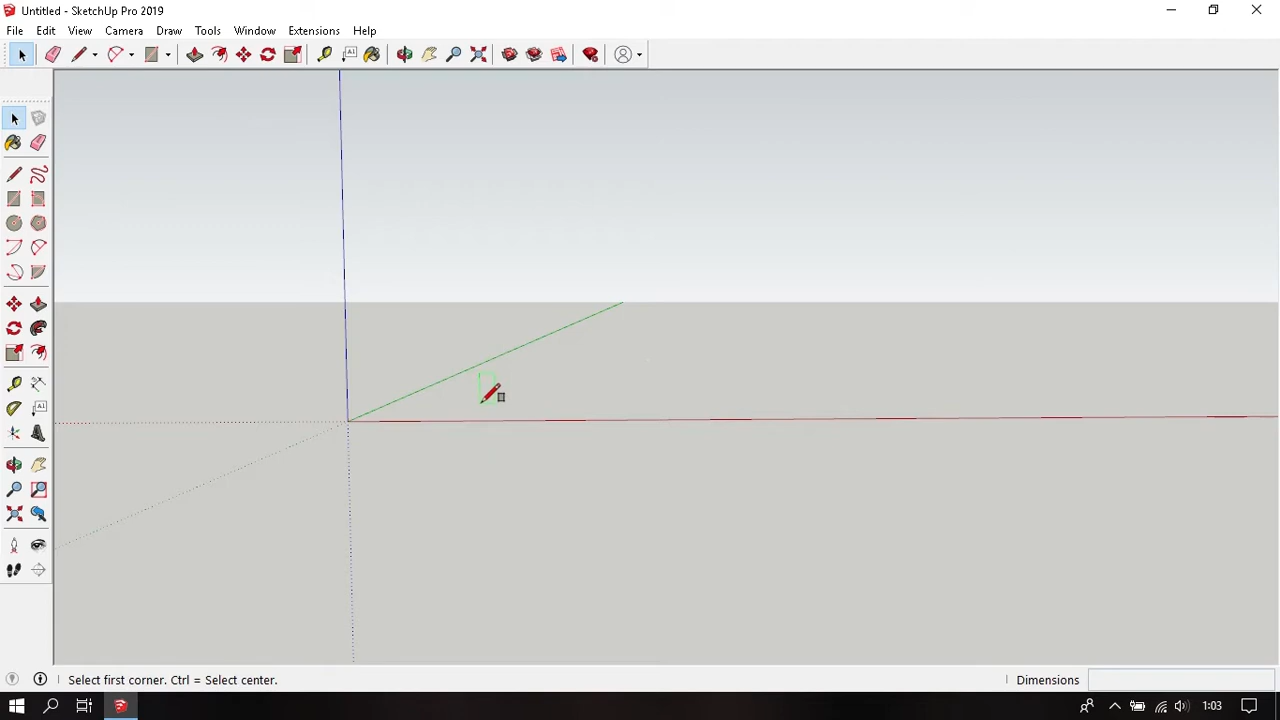 Untitled - SketchUp Pro 2019
File Edit View Camera Draw Tools Window Extensions Help
Select first corner. Ctrl = Select center.
Dimensions
1:03